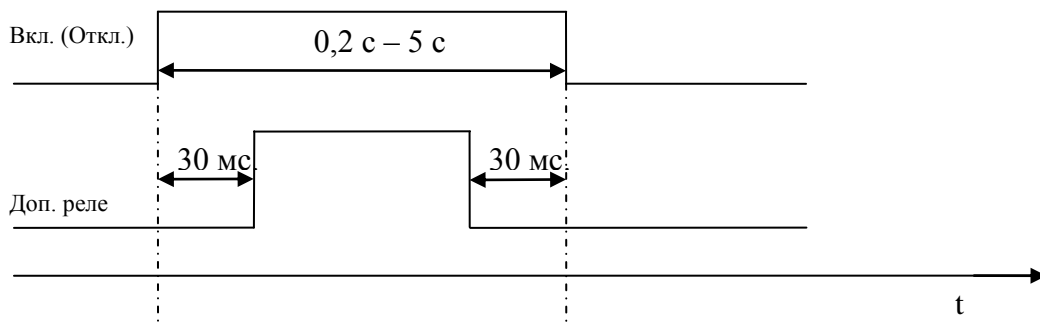 Вкл. (Откл.)
0,2 с – 5 с
30 мс.
30 мс.
Доп. реле
t